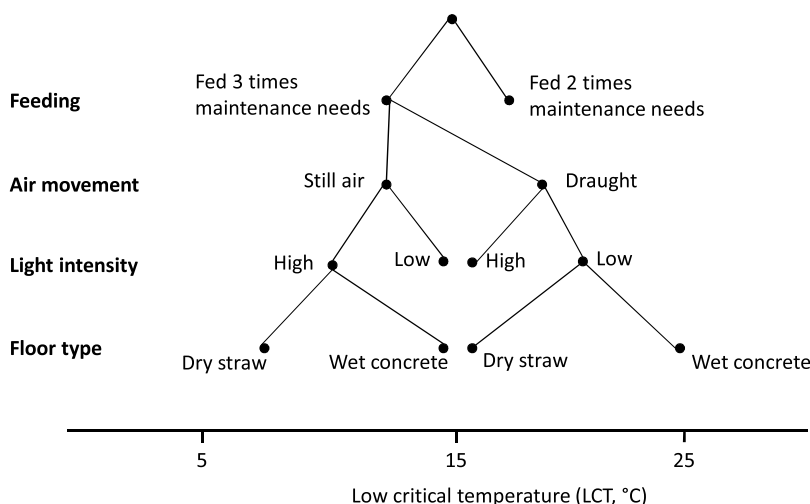 Feeding
Fed 3 times
maintenance needs
Fed 2 times
maintenance needs
Air movement
Still air
Draught
Light intensity
High
Low
High
Low
Floor type
Dry straw
Wet concrete
Dry straw
Wet concrete
5
15
25
Low critical temperature (LCT, °C)